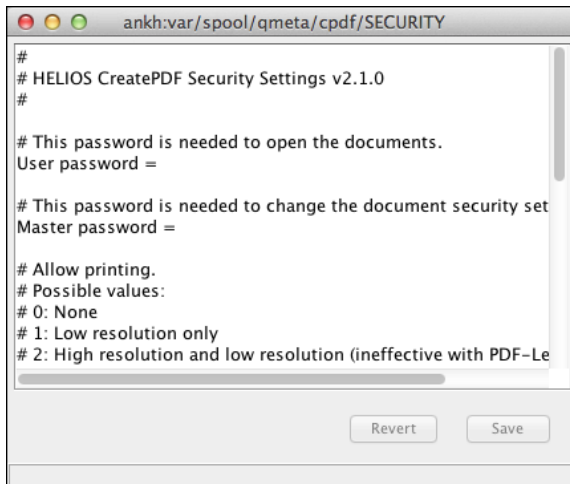 ankh:var/spool/qmeta/cpdf/SECURITY
#
# HELIOS CreatePDF Security Settings v2.1.0
#
# This password is needed to open the documents.
User password =
# This password is needed to change the document security set
Master password =
# Allow printing.
# Possible values:
# 0: None
# 1: Low resolution only
# 2: High resolution and low resolution (ineffective with PDF-Le
Revert Save